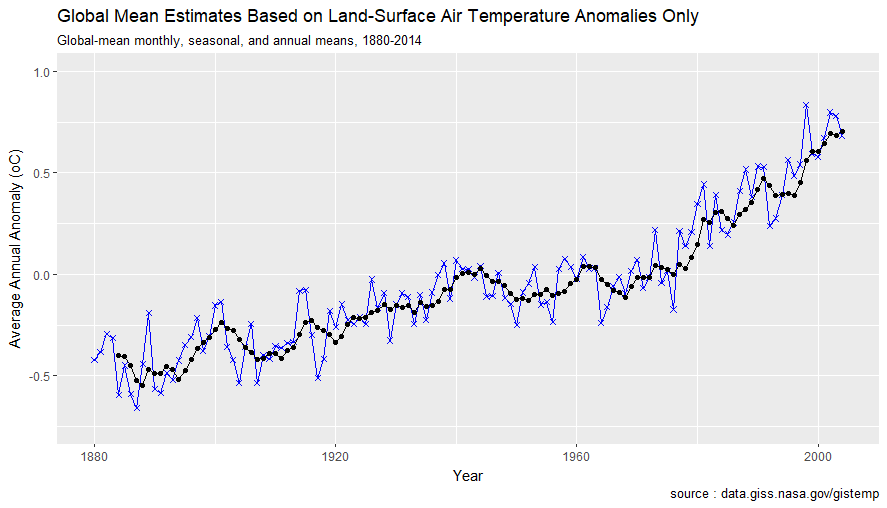 Global Mean Estimates Based on Land-Surface Air Temperature Anomalies Only
Global-mean monthly, seasonal, and annual means, 1880-2014
Average Annual Anomaly (oC)
1.0
0.5
0.0
-0.5
1880
1920
1960
2000
Year
source : data.giss.nasa.gov/gistemp